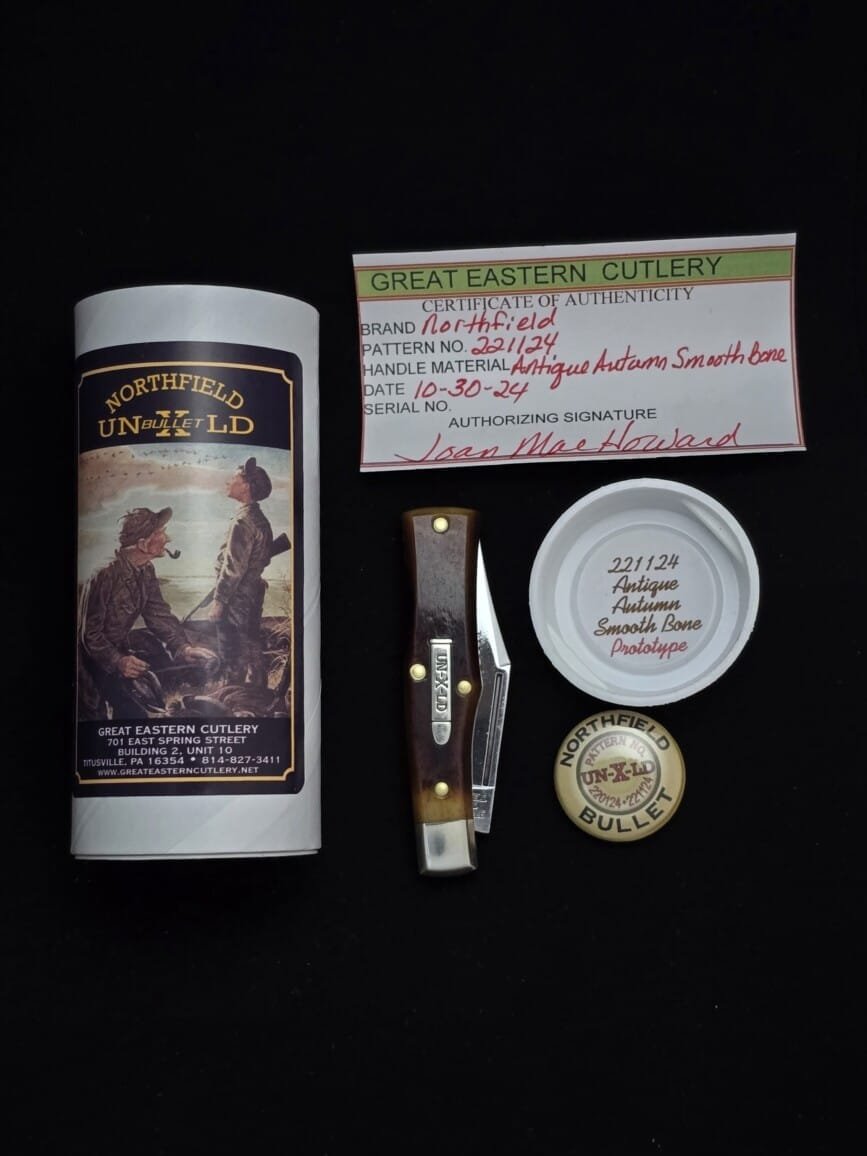 NORTHFIELD
UN BULLET X LD
GREAT EASTERN CUTLERY
701 EAST SPRING STREET
BUILDING 2, UNIT 10
TITUSVILLE, PA 16354 * 814-827-3411
WWW.GREATEASTERNCUTLERY.NET
GREAT EASTERN CUTLERY
CERTIFICATE OF AUTHENTICITY
BRAND Northfield
PATTERN NO. 221124
HANDLE MATERIAL Antique Autumn Smooth Bone
DATE 10-30-24
SERIAL NO.
AUTHORIZING SIGNATURE
Joan Mae Howard
UN-X-LD
221124
Antique
Autumn
Smooth Bone
Prototype
NORTHFIELD
PATTERN NO.
UN-X-LD
220124 • 221124
BULLET